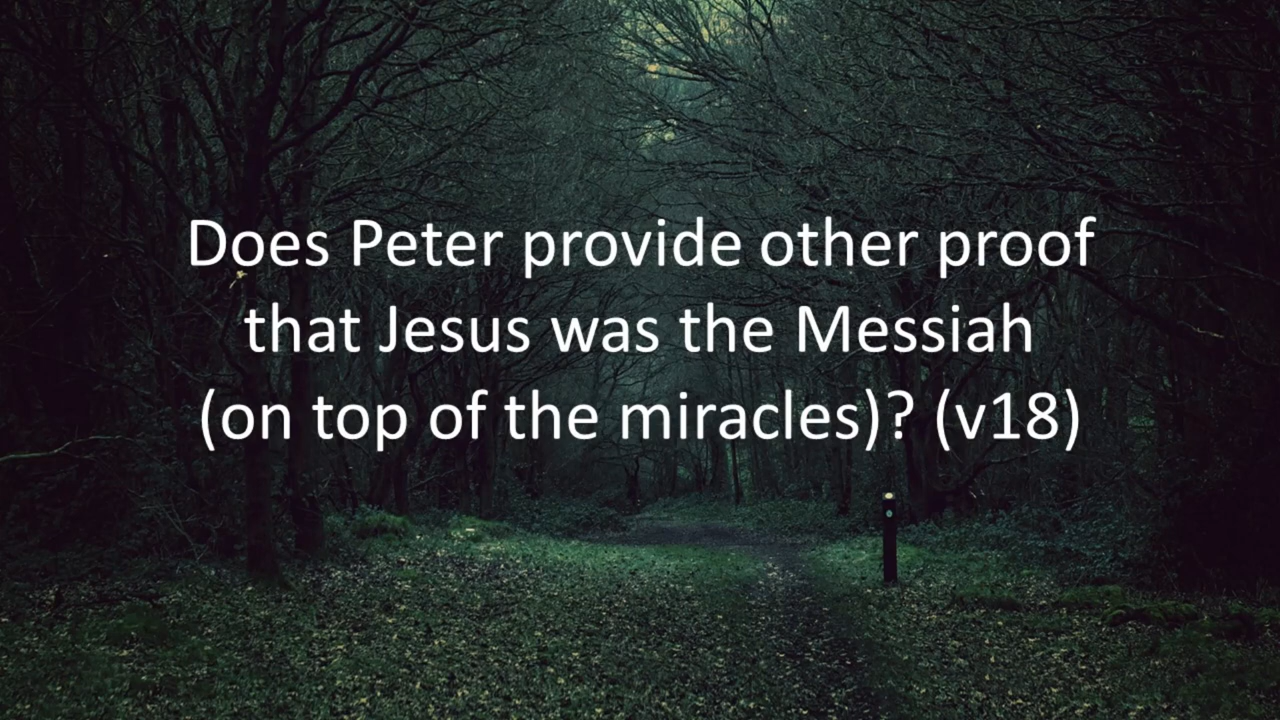 Does Peter provide other proof
that Jesus was the Messiah
(on top of the miracles)? (v18)